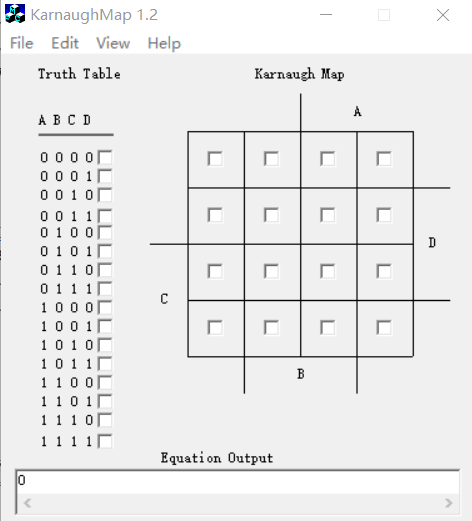 KarnaughMap 1.2
File Edit View Help
Truth Table
Karnaugh Map
A B C D
A
0 0 0 0
0 0 0 1
0 0 1 0
0 0 1 1
0 1 0 0
0 1 0 1
0 1 1 0
0 1 1 1
1 0 0 0
1 0 0 1
1 0 1 0
1 0 1 1
1 1 0 0
1 1 0 1
1 1 1 0
1 1 1 1
D
C
B
Equation Output
0